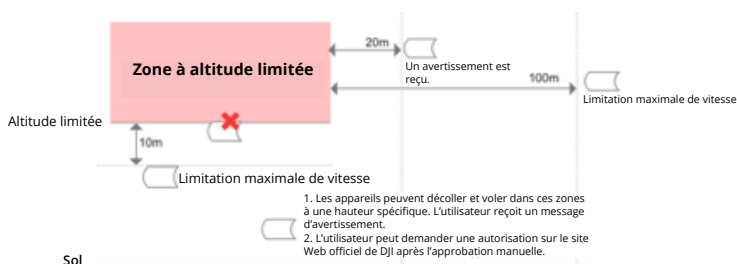 Zone à altitude limitée
20m
Un avertissement est
reçu.
100m
Limitation maximale de vitesse
Altitude limitée
10m
Limitation maximale de vitesse
1. Les appareils peuvent décoller et voler dans ces zones
à une hauteur spécifique. L’utilisateur reçoit un message
d’avertissement.
2. L’utilisateur peut demander une autorisation sur le site
Web officiel de DJI après l’approbation manuelle.
Sol